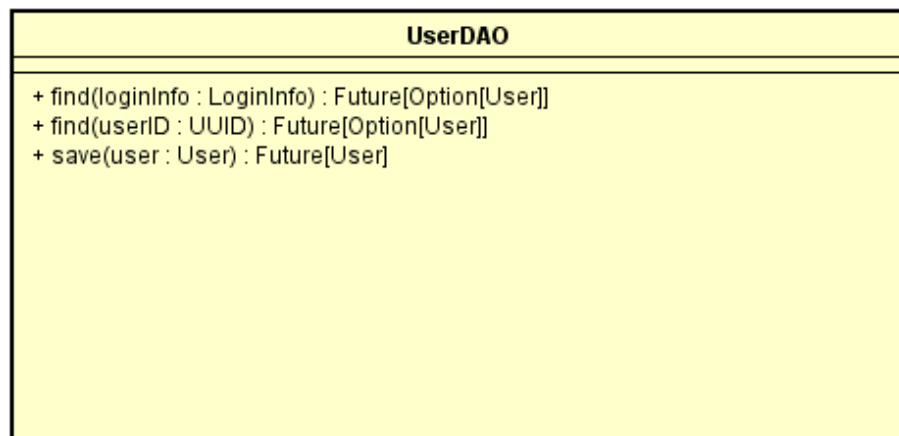 UserDAO
+ find(loginInfo : LoginInfo) : Future[Option[User]]
+ find(userID : UUID) : Future[Option[User]]
+ save(user : User) : Future[User]